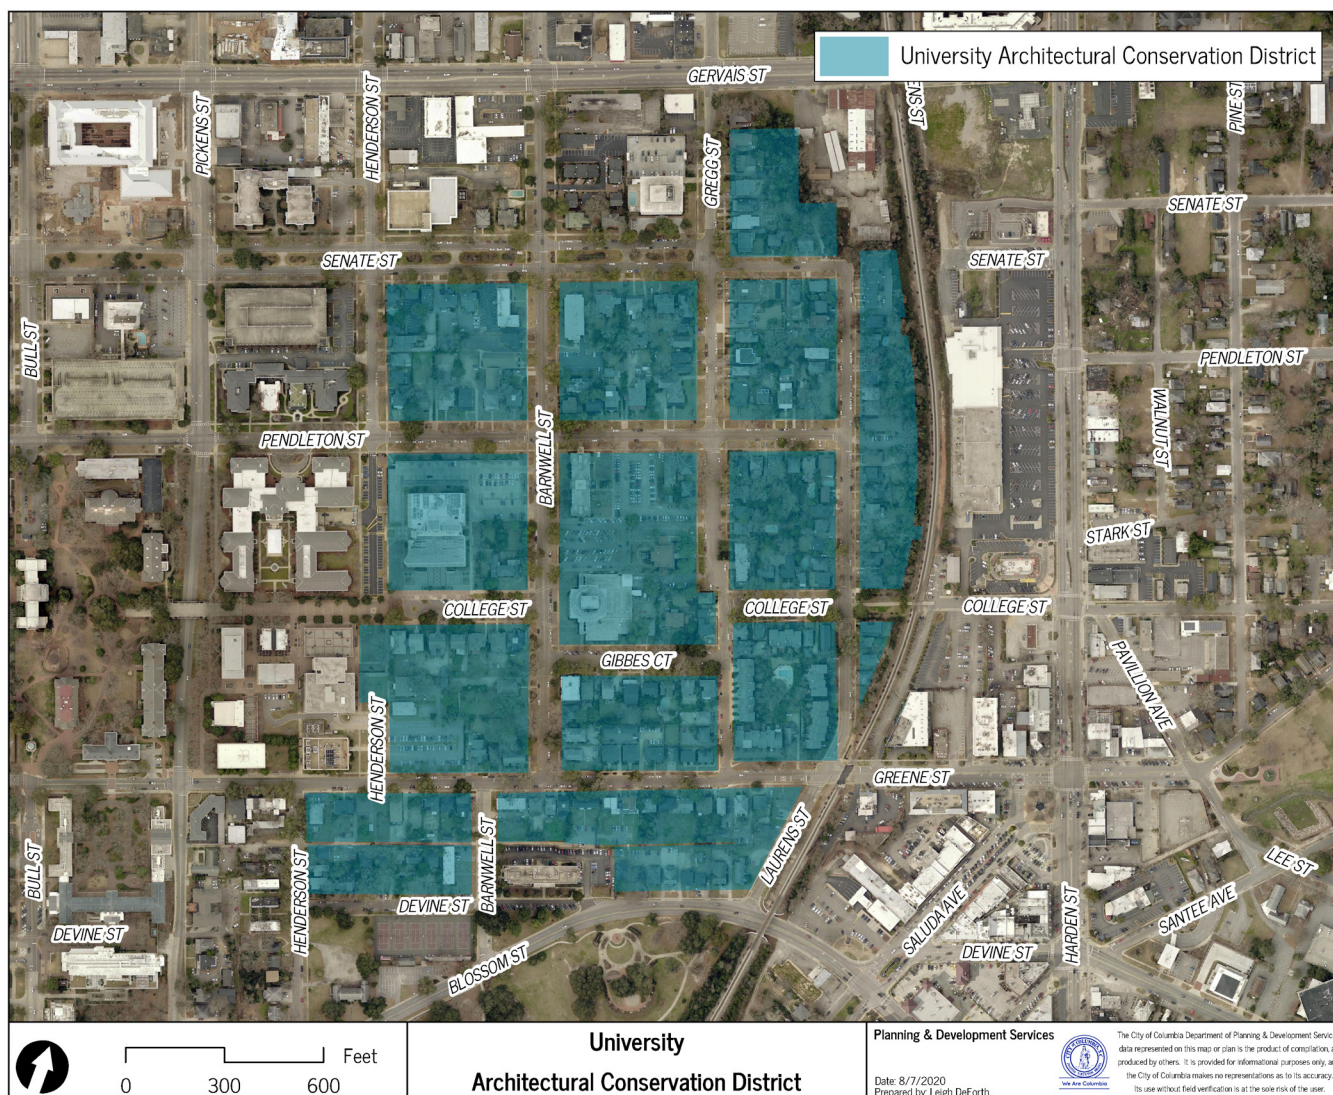 University Architectural Conservation District
GERVAIS ST
ENS ST
PINE ST
PICKENS ST
HENDERSON ST
GREGG ST
SENATE ST
SENATE ST
SENATE ST
BULL ST
PENDLETON ST
WALNUT ST
PENDLETON ST
BARNWELL ST
STARK ST
COLLEGE ST
COLLEGE ST
COLLEGE ST
GIBBES CT
PAVILLION AVE
HENDERSON ST
GREENE ST
BULL ST
HENDERSON ST
BARNWELL ST
LAURENS ST
LEE ST
DEVINE ST
SALUDA AVE
HARDEN ST
SANTEE AVE
DEVINE ST
BLOSSOM ST
DEVINE ST
Feet
0 300 600
University
Architectural Conservation District
Planning & Development Services
Date: 8/7/2020
Prepared by: Leigh DeForth
CITY OF COLUMBIA
We Are Columbia
The City of Columbia Department of Planning & Development Servic
data represented on this map or plan is the product of compilation, a
produced by others. It is provided for informational purposes only, an
the City of Columbia makes no representations as to its accuracy.
Its use without field verification is at the sole risk of the user.